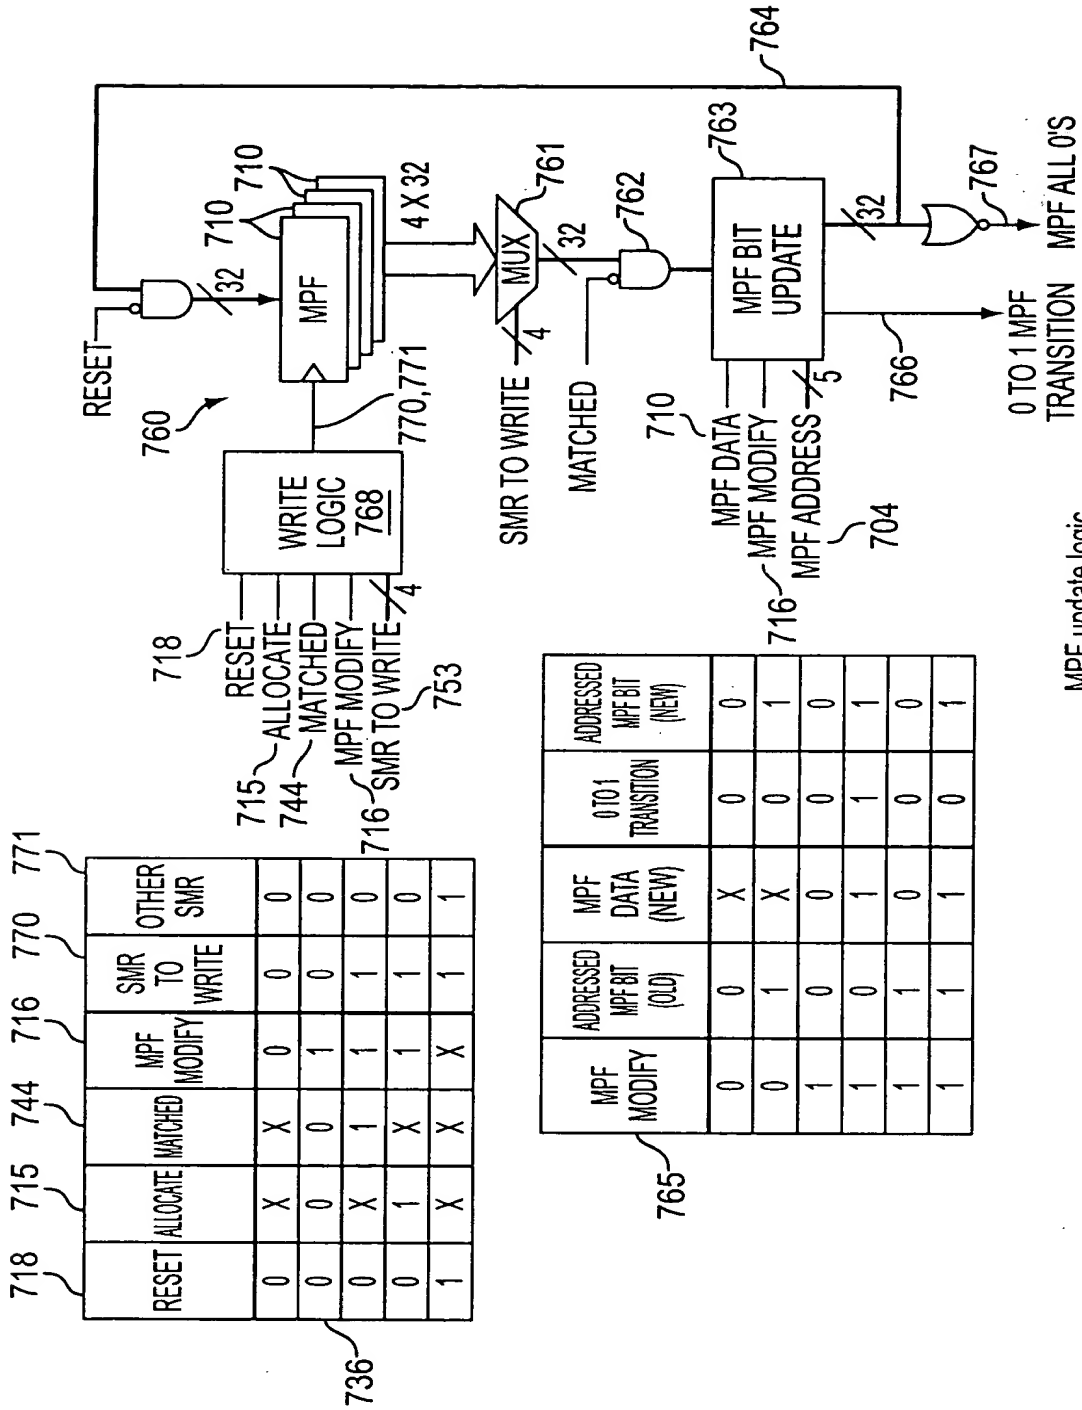 760
RESET
32
710
710
MPF
4 X 32
764
718
RESET
715 ALLOCATE
744 MATCHED
716 MPF MODIFY
SMR TO WRITE
753
4
WRITE
LOGIC
768
770,771
SMR TO WRITE
4
MUX
761
32
MATCHED
762
710
MPF DATA
716 MPF MODIFY
MPF ADDRESS
704
5
MPF BIT
UPDATE
763
32
766
767
0 TO 1 MPF
TRANSITION
MPF ALL 0'S
718 715 744 716 770 771
RESET ALLOCATE MATCHED MPF MODIFY SMR TO WRITE OTHER SMR
0 X X 0 0 0
0 0 0 1 0 0
0 X 1 1 1 0
0 1 X 1 1 0
1 X X X 1 1
736
MPF MODIFY ADDRESSED MPF BIT (OLD) MPF DATA (NEW) 0 TO 1 TRANSITION ADDRESSED MPF BIT (NEW)
0 0 X 0 0
0 1 X 0 1
1 0 0 0 0
1 0 1 1 1
1 1 0 0 0
1 1 1 0 1
765
MPF update logic